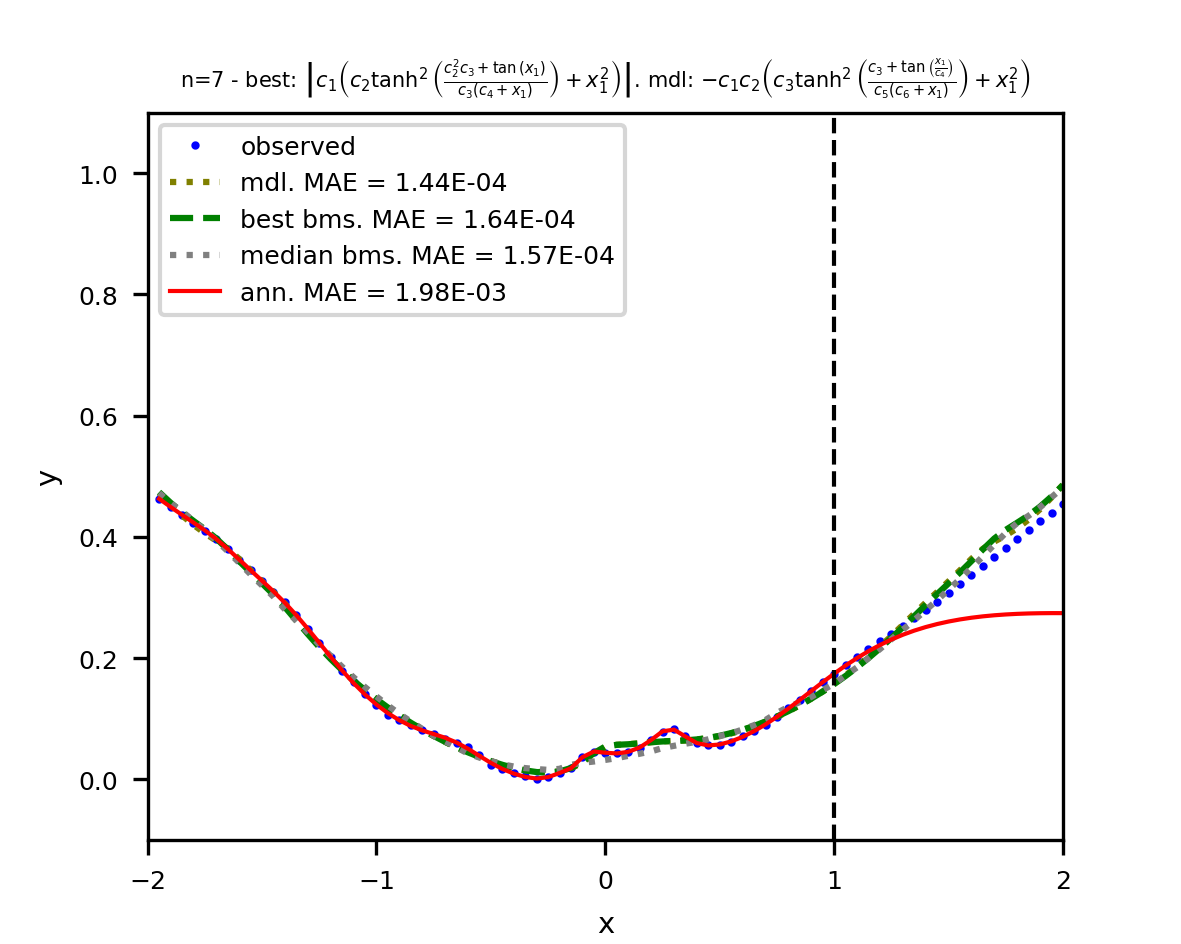 n=7 - best: |c₁(c₂tanh²((c₂²c₃ + tan(x₁))/(c₃(c₄ + x₁))) + x₁²)|. mdl: −c₁c₂(c₃tanh²((c₃ + tan(x₁/c₄))/(c₅(c₆ + x₁))) + x₁²)
observed
mdl. MAE = 1.44E-04
best bms. MAE = 1.64E-04
median bms. MAE = 1.57E-04
ann. MAE = 1.98E-03
1.0
0.8
0.6
0.4
0.2
0.0
y
−2
−1
0
1
2
x